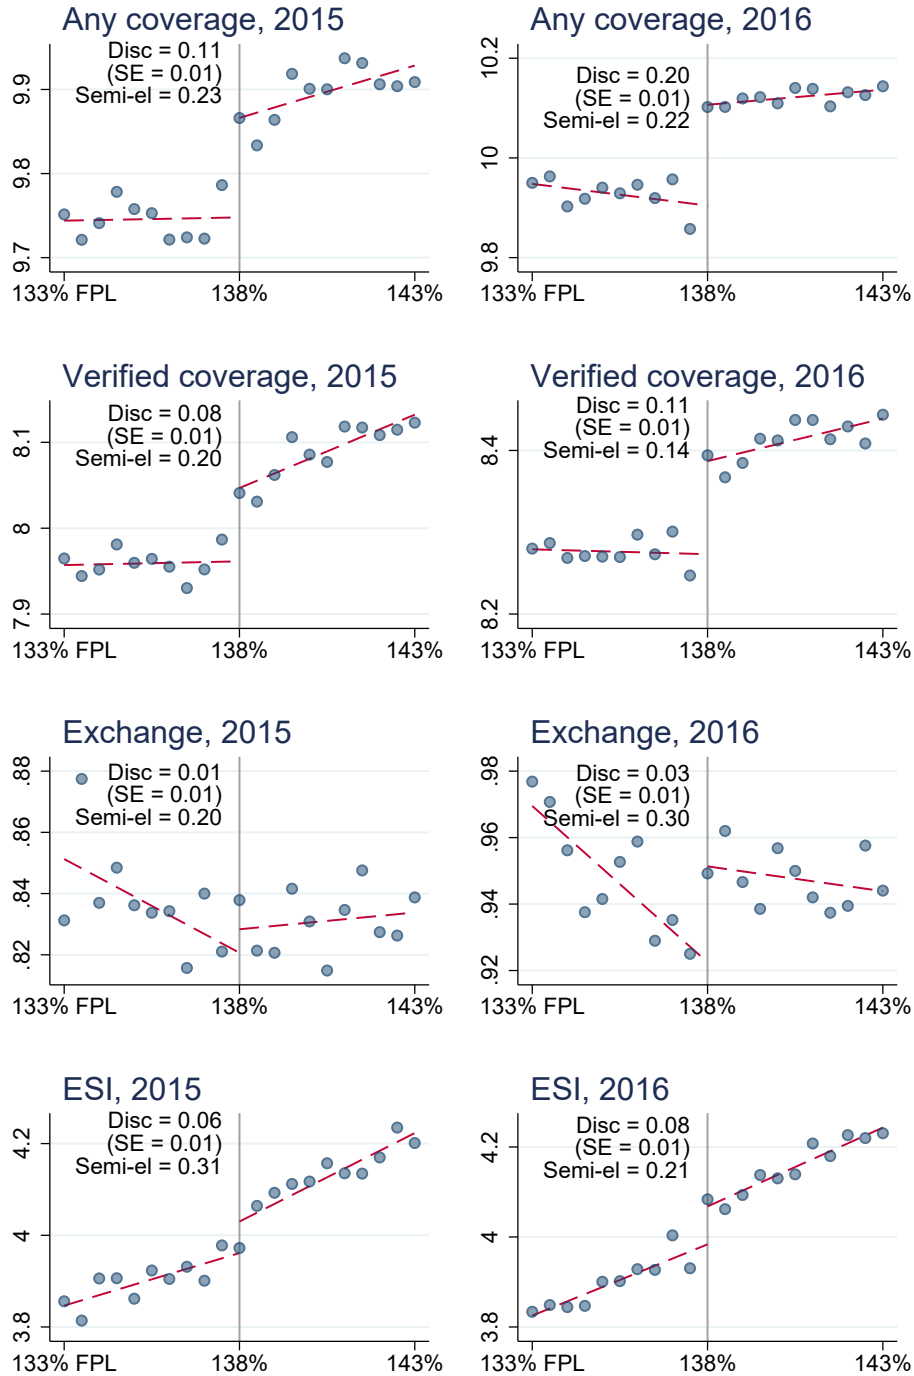 Any coverage, 2015
Disc = 0.11
(SE = 0.01)
Semi-el = 0.23
9.9
9.8
9.7
133% FPL 138% 143%
Any coverage, 2016
Disc = 0.20
(SE = 0.01)
Semi-el = 0.22
10.2
10
9.8
133% FPL 138% 143%
Verified coverage, 2015
Disc = 0.08
(SE = 0.01)
Semi-el = 0.20
8.1
8
7.9
133% FPL 138% 143%
Verified coverage, 2016
Disc = 0.11
(SE = 0.01)
Semi-el = 0.14
8.4
8.2
133% FPL 138% 143%
Exchange, 2015
Disc = 0.01
(SE = 0.01)
Semi-el = 0.20
.88
.86
.84
.82
133% FPL 138% 143%
Exchange, 2016
Disc = 0.03
(SE = 0.01)
Semi-el = 0.30
.98
.96
.94
.92
133% FPL 138% 143%
ESI, 2015
Disc = 0.06
(SE = 0.01)
Semi-el = 0.31
4.2
4
3.8
133% FPL 138% 143%
ESI, 2016
Disc = 0.08
(SE = 0.01)
Semi-el = 0.21
4.2
4
3.8
133% FPL 138% 143%